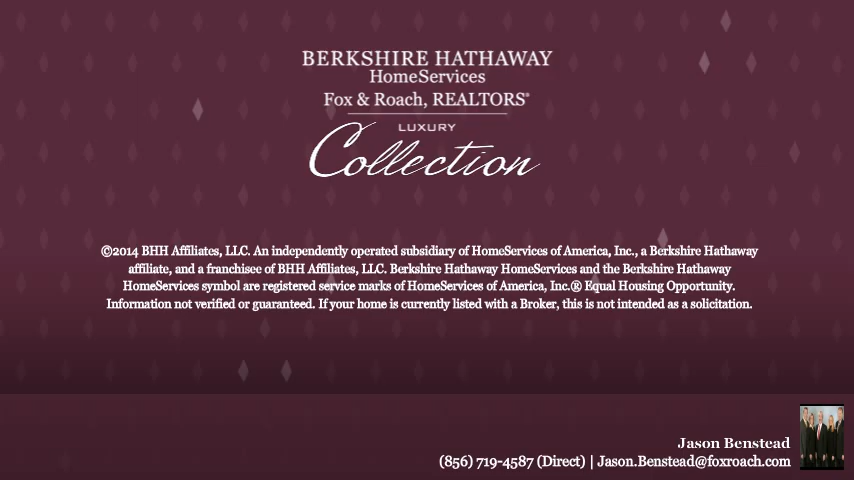 BERKSHIRE HATHAWAY
HomeServices
Fox & Roach, REALTORS®
LUXURY
Collection
©2014 BHH Affiliates, LLC. An independently operated subsidiary of HomeServices of America, Inc., a Berkshire Hathaway
affiliate, and a franchisee of BHH Affiliates, LLC. Berkshire Hathaway HomeServices and the Berkshire Hathaway
HomeServices symbol are registered service marks of HomeServices of America, Inc.® Equal Housing Opportunity.
Information not verified or guaranteed. If your home is currently listed with a Broker, this is not intended as a solicitation.
Jason Benstead
(856) 719-4587 (Direct) | Jason.Benstead@foxroach.com